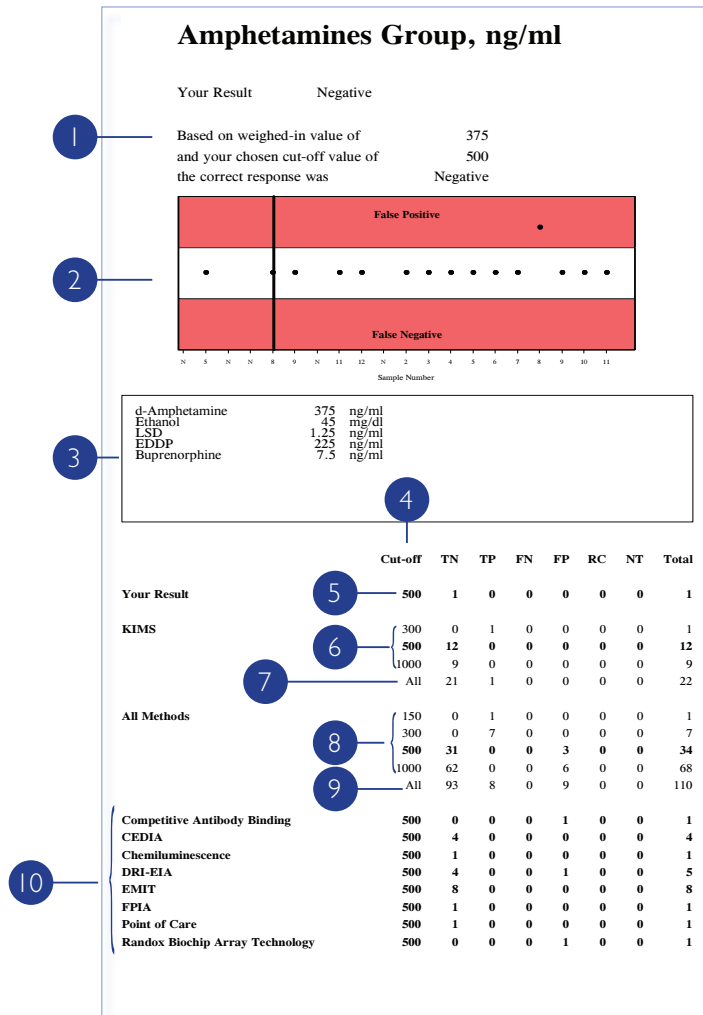 Amphetamines Group, ng/ml
Your Result Negative
1 Based on weighed-in value of 375
and your chosen cut-off value of 500
the correct response was Negative
False Positive
2
False Negative
N 5 N N 8 9 N 11 12 N 2 3 4 5 6 7 8 9 10 11
Sample Number
d-Amphetamine 375 ng/ml
Ethanol 45 mg/dl
LSD 1.25 ng/ml
3 EDDP 225 ng/ml
Buprenorphine 7.5 ng/ml
4
Cut-off TN TP FN FP RC NT Total
5 Your Result 500 1 0 0 0 0 0 1
KIMS 300 0 1 0 0 0 0 1
6 500 12 0 0 0 0 0 12
1000 9 0 0 0 0 0 9
7 All 21 1 0 0 0 0 22
All Methods 150 0 1 0 0 0 0 1
300 0 7 0 0 0 0 7
8 500 31 0 0 3 0 0 34
1000 62 0 0 6 0 0 68
9 All 93 8 0 9 0 0 110
Competitive Antibody Binding 500 0 0 0 1 0 0 1
CEDIA 500 4 0 0 0 0 0 4
Chemiluminescence 500 1 0 0 0 0 0 1
10 DRI-EIA 500 4 0 0 1 0 0 5
EMIT 500 8 0 0 0 0 0 8
FPIA 500 1 0 0 0 0 0 1
Point of Care 500 1 0 0 0 0 0 1
Randox Biochip Array Technology 500 0 0 0 1 0 0 1